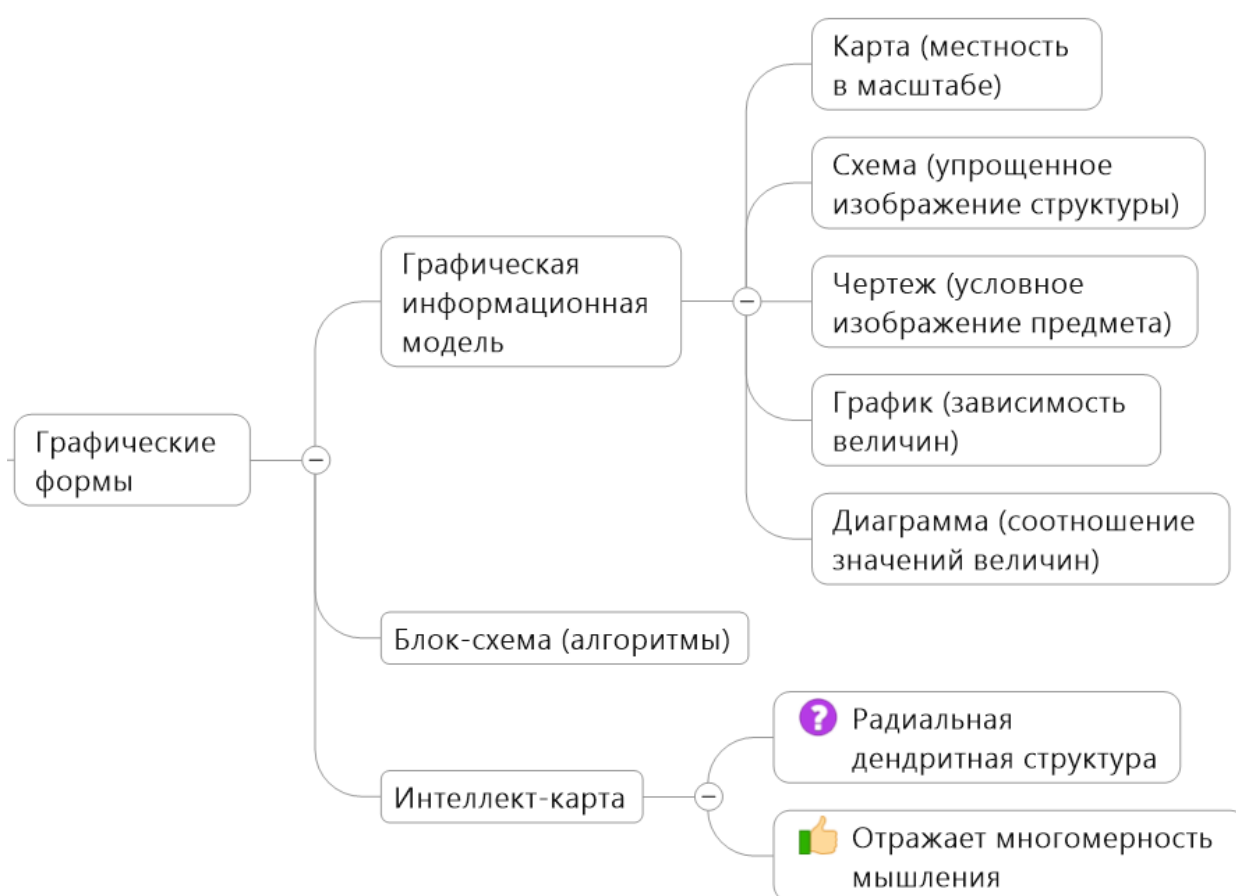 Графические
формы
Графическая
информационная
модель
Карта (местность
в масштабе)
Схема (упрощенное
изображение структуры)
Чертеж (условное
изображение предмета)
График (зависимость
величин)
Диаграмма (соотношение
значений величин)
Блок-схема (алгоритмы)
Интеллект-карта
Радиальная
дендритная структура
Отражает многомерность
мышления